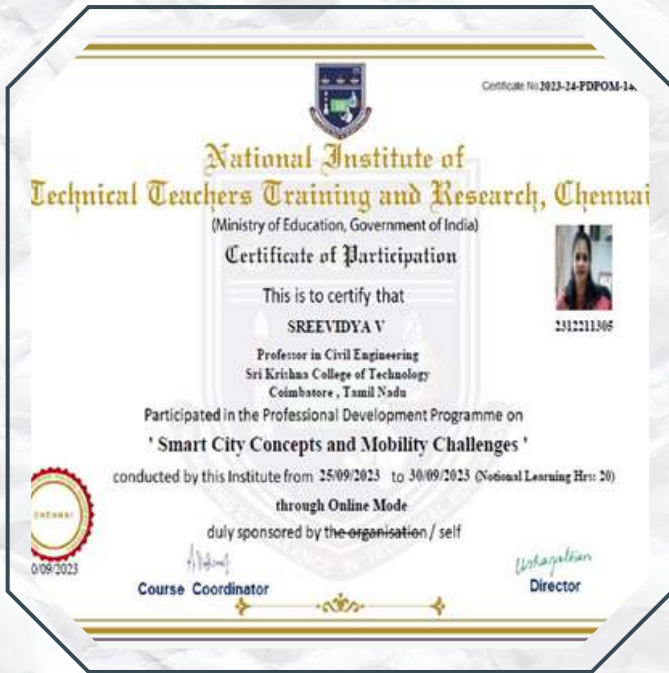 Certificate No 2023-24-PDPOM-14
National Institute of
Technical Teachers Training and Research, Chennai
(Ministry of Education, Government of India)
Certificate of Participation
This is to certify that
SREEVIDYA V
2312211305
Professor in Civil Engineering
Sri Krishna College of Technology
Coimbatore , Tamil Nadu
Participated in the Professional Development Programme on
' Smart City Concepts and Mobility Challenges '
conducted by this Institute from 25/09/2023 to 30/09/2023 (Notional Learning Hrs: 20)
through Online Mode
duly sponsored by the organisation / self
CHENNAI
0/09/2023
Course Coordinator
Director